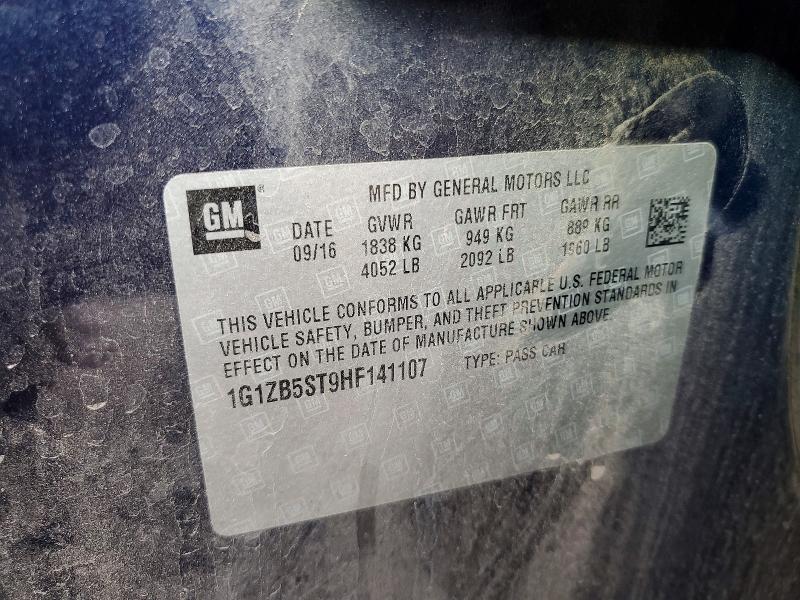 GM
MFD BY GENERAL MOTORS LLC
DATE GVWR GAWR FRT GAWR RR
09/16 1838 KG 949 KG 889 KG
4052 LB 2092 LB 1960 LB
THIS VEHICLE CONFORMS TO ALL APPLICABLE U.S. FEDERAL MOTOR
VEHICLE SAFETY, BUMPER, AND THEFT PREVENTION STANDARDS IN
EFFECT ON THE DATE OF MANUFACTURE SHOWN ABOVE.
1G1ZB5ST9HF141107 TYPE: PASS CAR